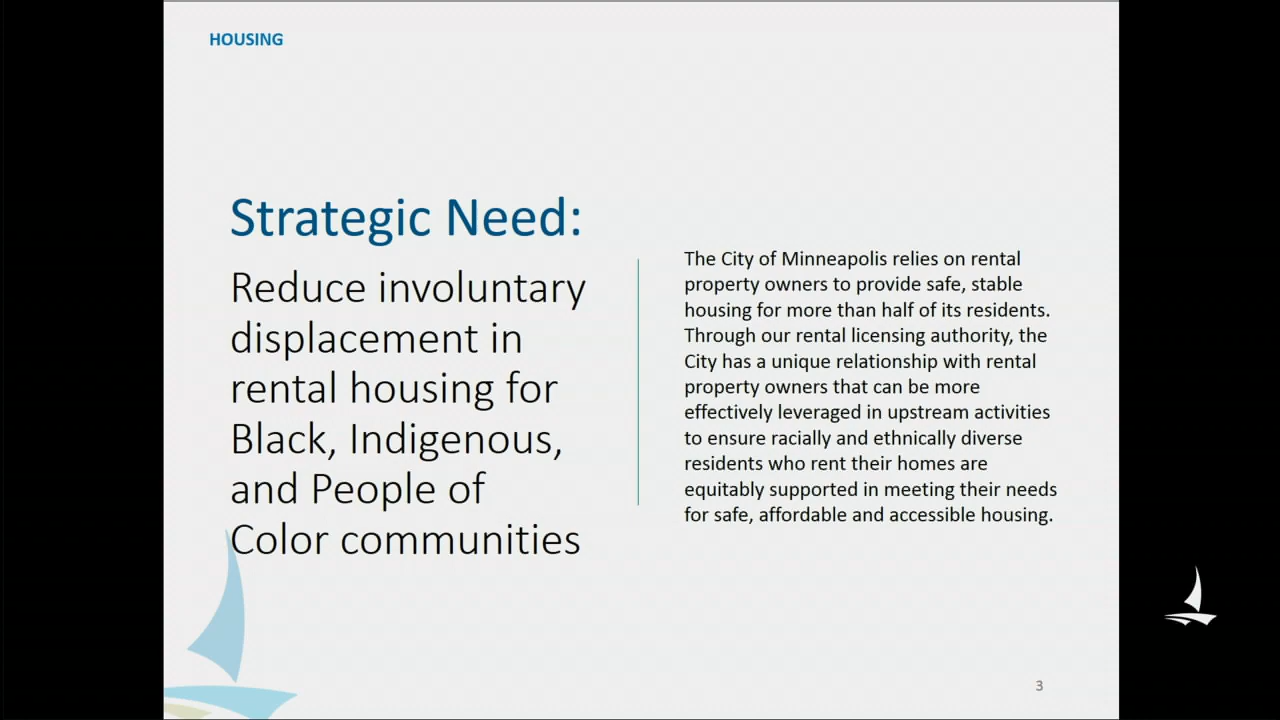 HOUSING
Strategic Need:
Reduce involuntary
displacement in
rental housing for
Black, Indigenous,
and People of
Color communities
The City of Minneapolis relies on rental
property owners to provide safe, stable
housing for more than half of its residents.
Through our rental licensing authority, the
City has a unique relationship with rental
property owners that can be more
effectively leveraged in upstream activities
to ensure racially and ethnically diverse
residents who rent their homes are
equitably supported in meeting their needs
for safe, affordable and accessible housing.
3